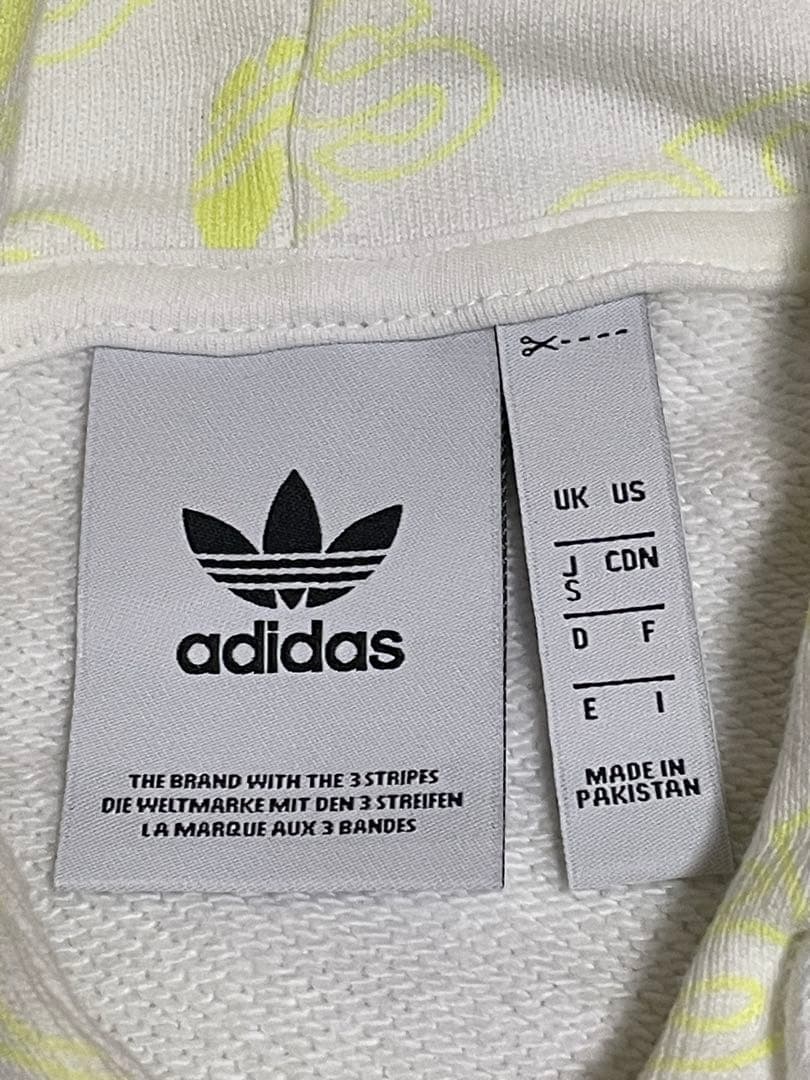 adidas
THE BRAND WITH THE 3 STRIPES
DIE WELTMARKE MIT DEN 3 STREIFEN
LA MARQUE AUX 3 BANDES
UK US
J CDN
S
D F
E I
MADE IN
PAKISTAN